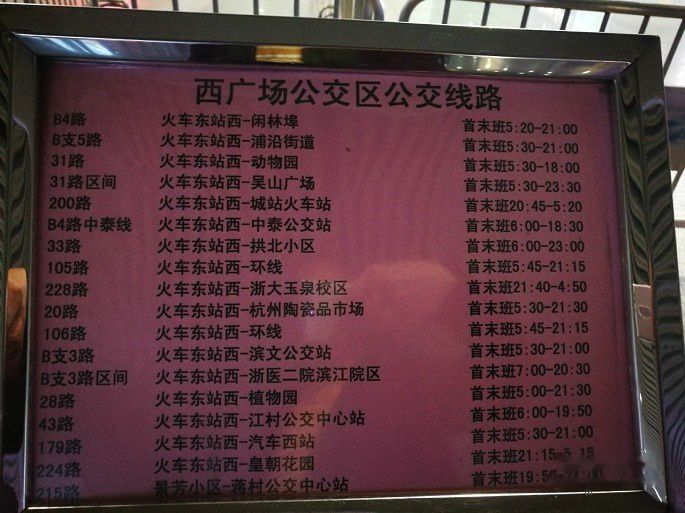 西广场公交区公交线路
B4路 火车东站西-闲林埠 首末班5:20-21:00
B支5路 火车东站西-浦沿街道 首末班5:30-21:00
31路 火车东站西-动物园 首末班5:30-18:00
31路区间 火车东站西-吴山广场 首末班5:30-23:30
200路 火车东站西-城站火车站 首末班20:45-5:20
B4路中泰线 火车东站西-中泰公交站 首末班6:00-18:30
33路 火车东站西-拱北小区 首末班6:00-23:00
105路 火车东站西-环线 首末班5:45-21:15
228路 火车东站西-浙大玉泉校区 首末班21:40-4:50
20路 火车东站西-杭州陶瓷品市场 首末班5:30-21:30
106路 火车东站西-环线 首末班5:45-21:15
B支3路 火车东站西-滨文公交站 首末班5:30-21:00
B支3路区间 火车东站西-浙医二院滨江院区 首末班7:00-20:30
28路 火车东站西-植物园 首末班5:00-21:30
43路 火车东站西-江村公交中心站 首末班6:00-19:50
179路 火车东站西-汽车西站 首末班5:30-21:00
224路 火车东站西-皇朝花园 首末班21:15-
215路 景芳小区-蒋村公交中心站 首末班